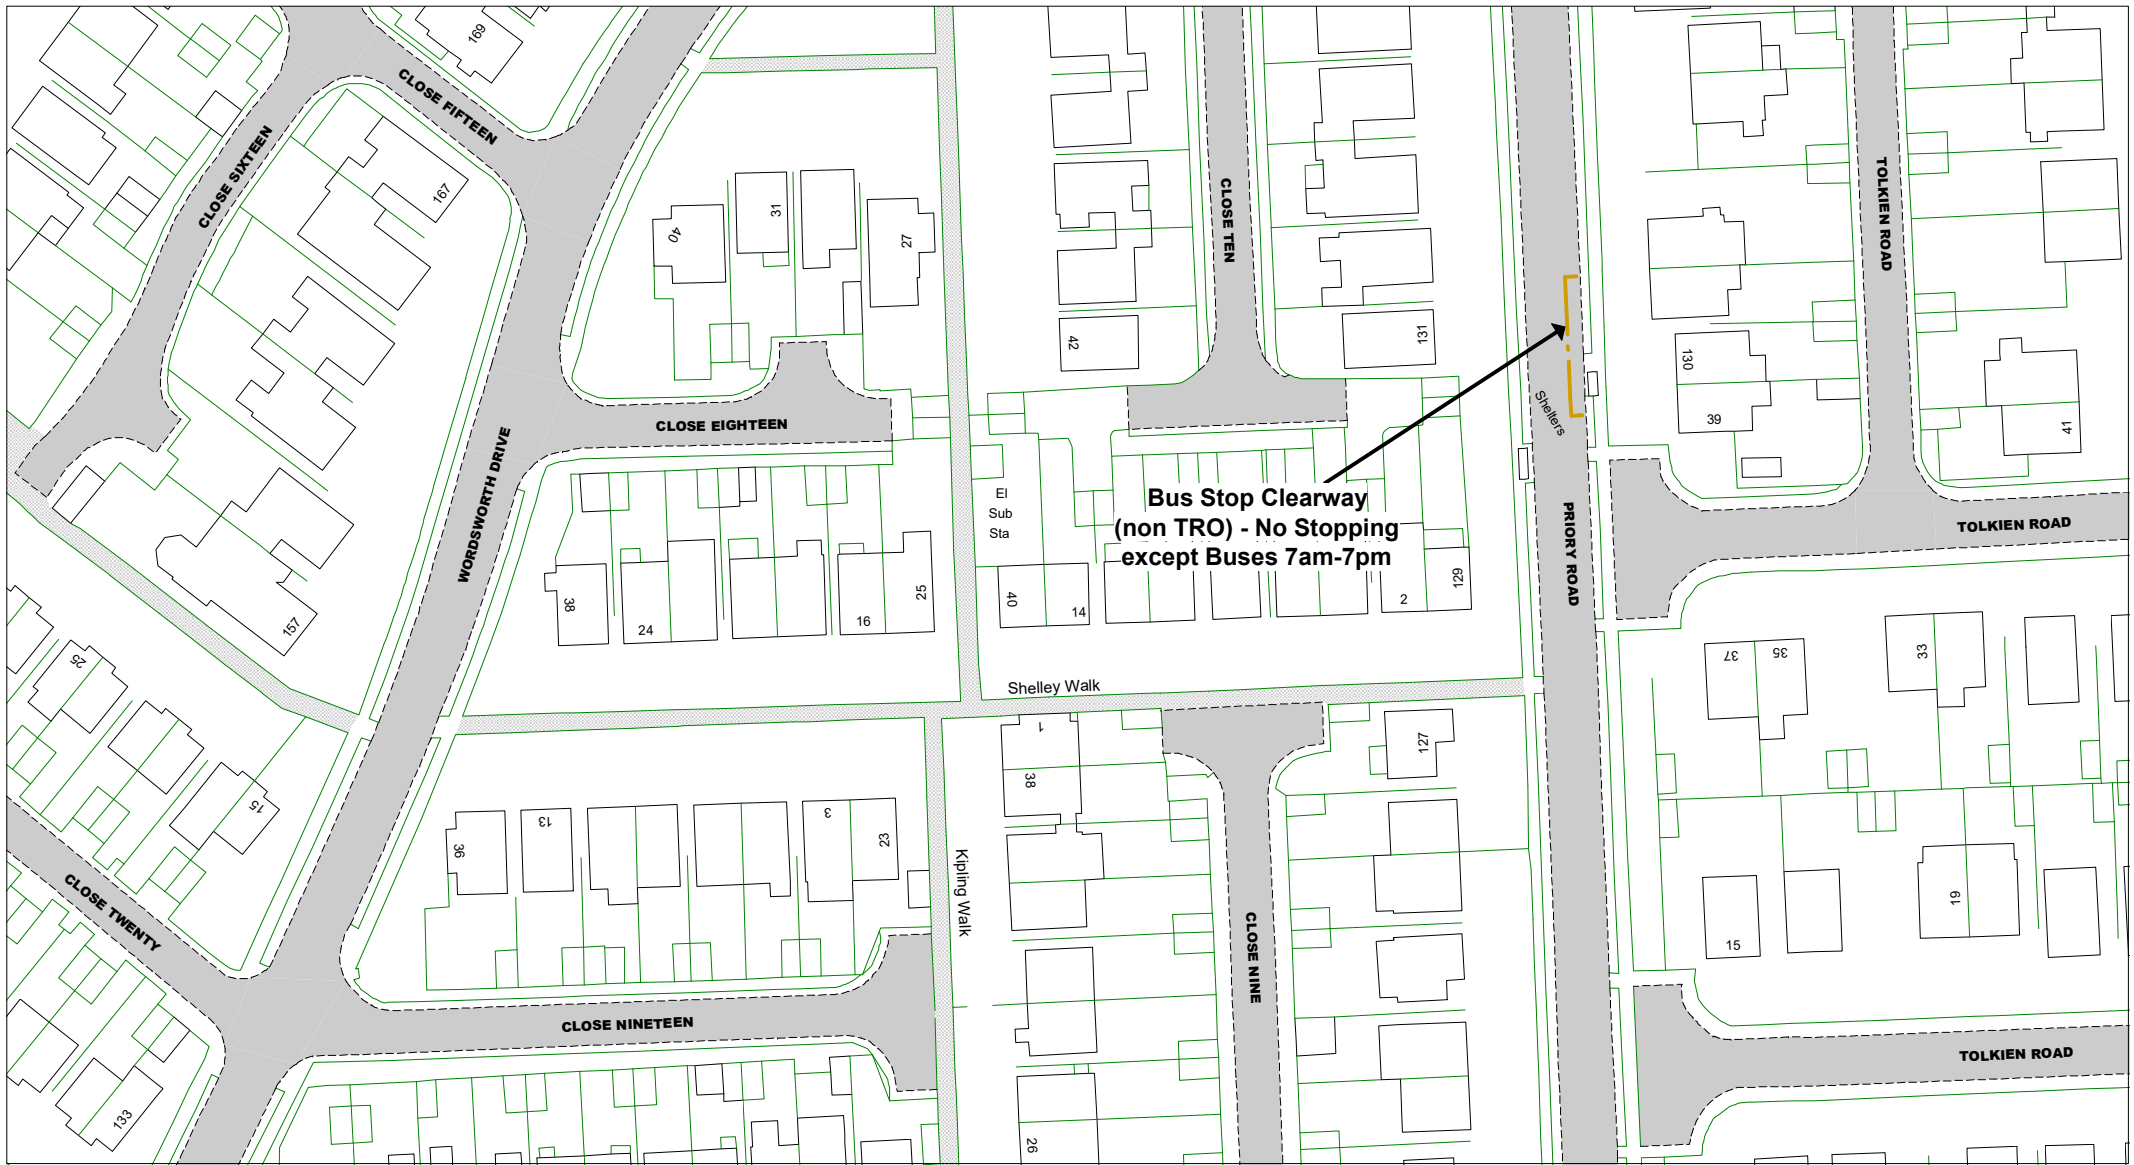 169
CLOSE FIFTEEN
CLOSE SIXTEEN
167
40
31
27
CLOSE TEN
TOLKIEN ROAD
42
131
130
39
41
Shelters
CLOSE EIGHTEEN
WORDSWORTH DRIVE
El
Sub
Sta
Bus Stop Clearway
(non TRO) - No Stopping
except Buses 7am-7pm
PRIORY ROAD
TOLKIEN ROAD
38
24
16
25
40
14
2
129
157
25
Shelley Walk
37
35
33
1
38
127
15
36
13
3
23
Kipling Walk
CLOSE TWENTY
CLOSE NINE
15
19
CLOSE NINETEEN
TOLKIEN ROAD
133
26